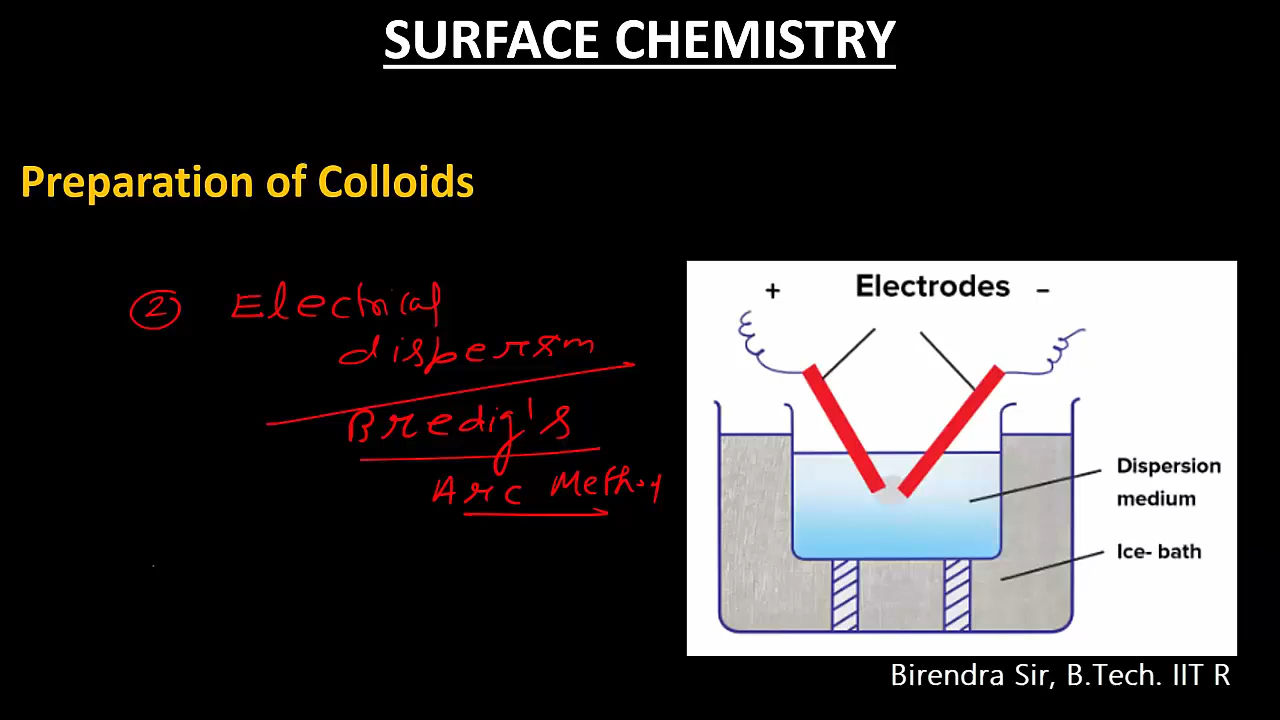 SURFACE CHEMISTRY
Preparation of Colloids
② Electrical
dispersion
Bredig's
Arc Method
+ Electrodes -
Dispersion
medium
Ice- bath
Birendra Sir, B.Tech. IIT R